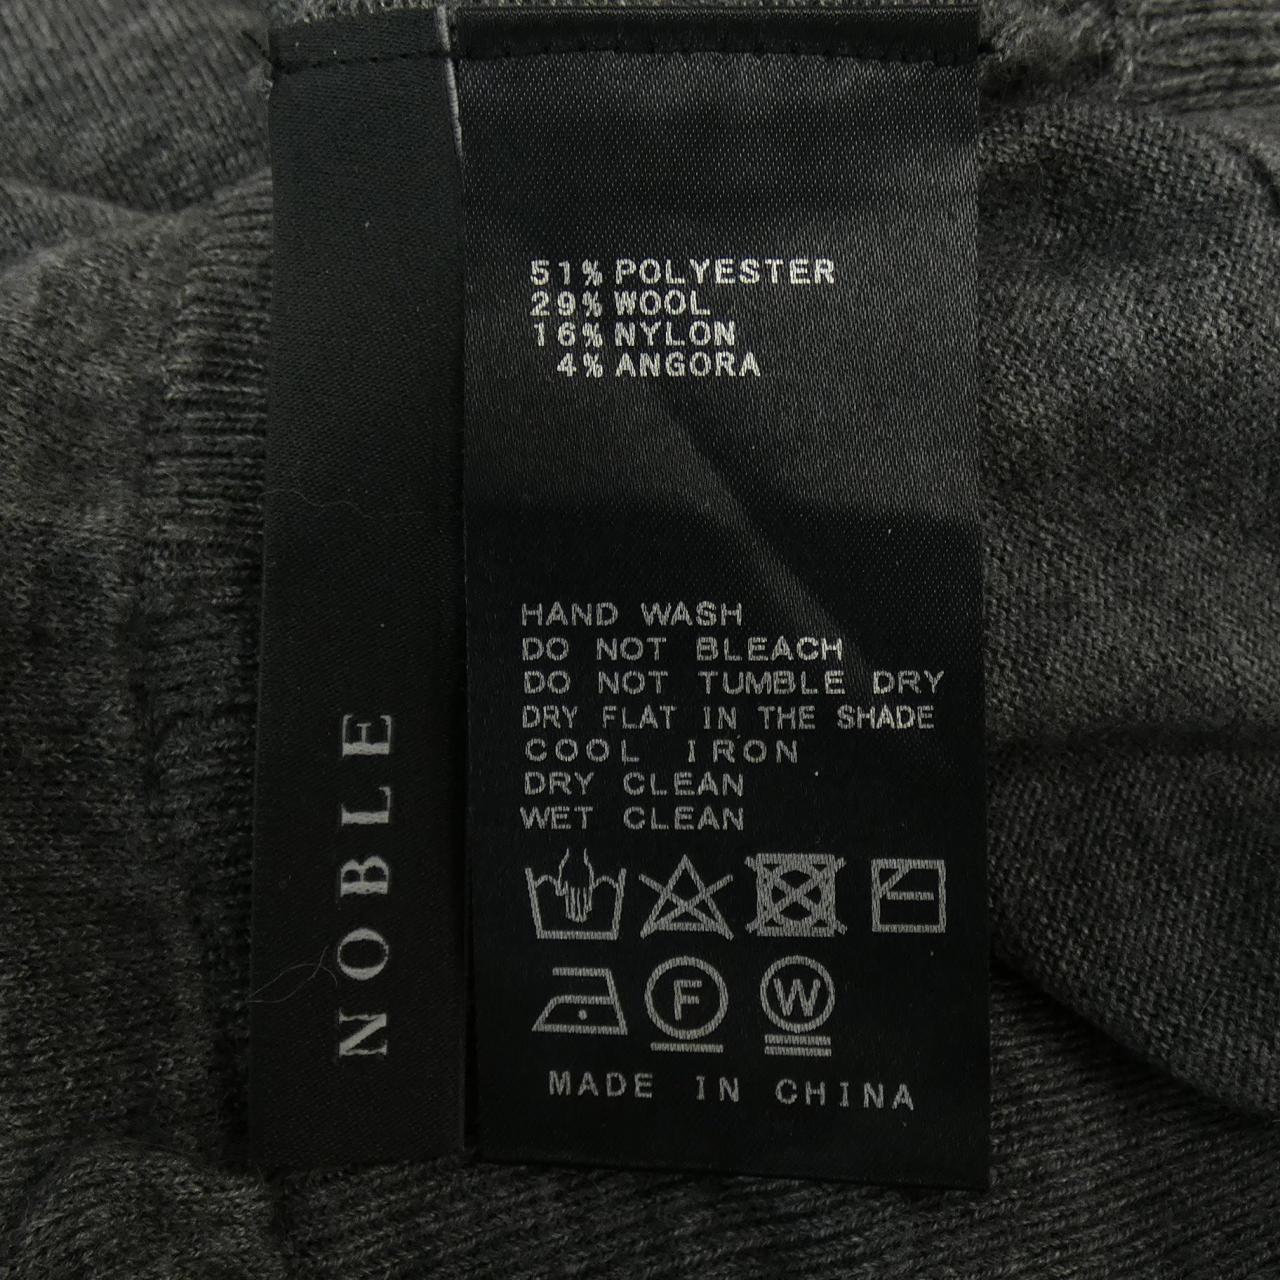 51% POLYESTER
29% WOOL
16% NYLON
4% ANGORA
HAND WASH
DO NOT BLEACH
DO NOT TUMBLE DRY
DRY FLAT IN THE SHADE
COOL IRON
DRY CLEAN
WET CLEAN
F W
MADE IN CHINA
NOBLE